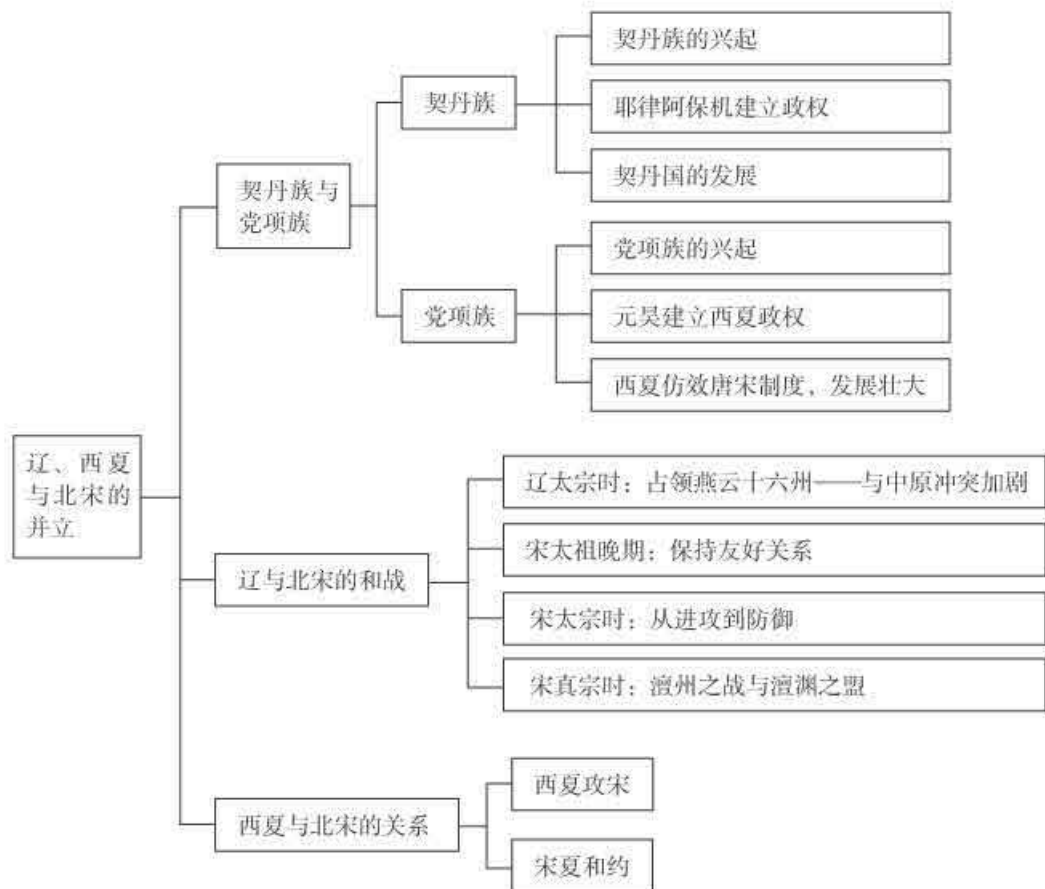 辽、西夏
与北宋的
并立
契丹族与
党项族
契丹族
契丹族的兴起
耶律阿保机建立政权
契丹国的发展
党项族
党项族的兴起
元昊建立西夏政权
西夏仿效唐宋制度，发展壮大
辽与北宋的和战
辽太宗时：占领燕云十六州——与中原冲突加剧
宋太祖晚期：保持友好关系
宋太宗时：从进攻到防御
宋真宗时：澶州之战与澶渊之盟
西夏与北宋的关系
西夏攻宋
宋夏和约